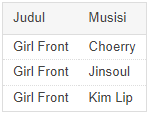 Judul Musisi
Girl Front Choerry
Girl Front Jinsoul
Girl Front Kim Lip